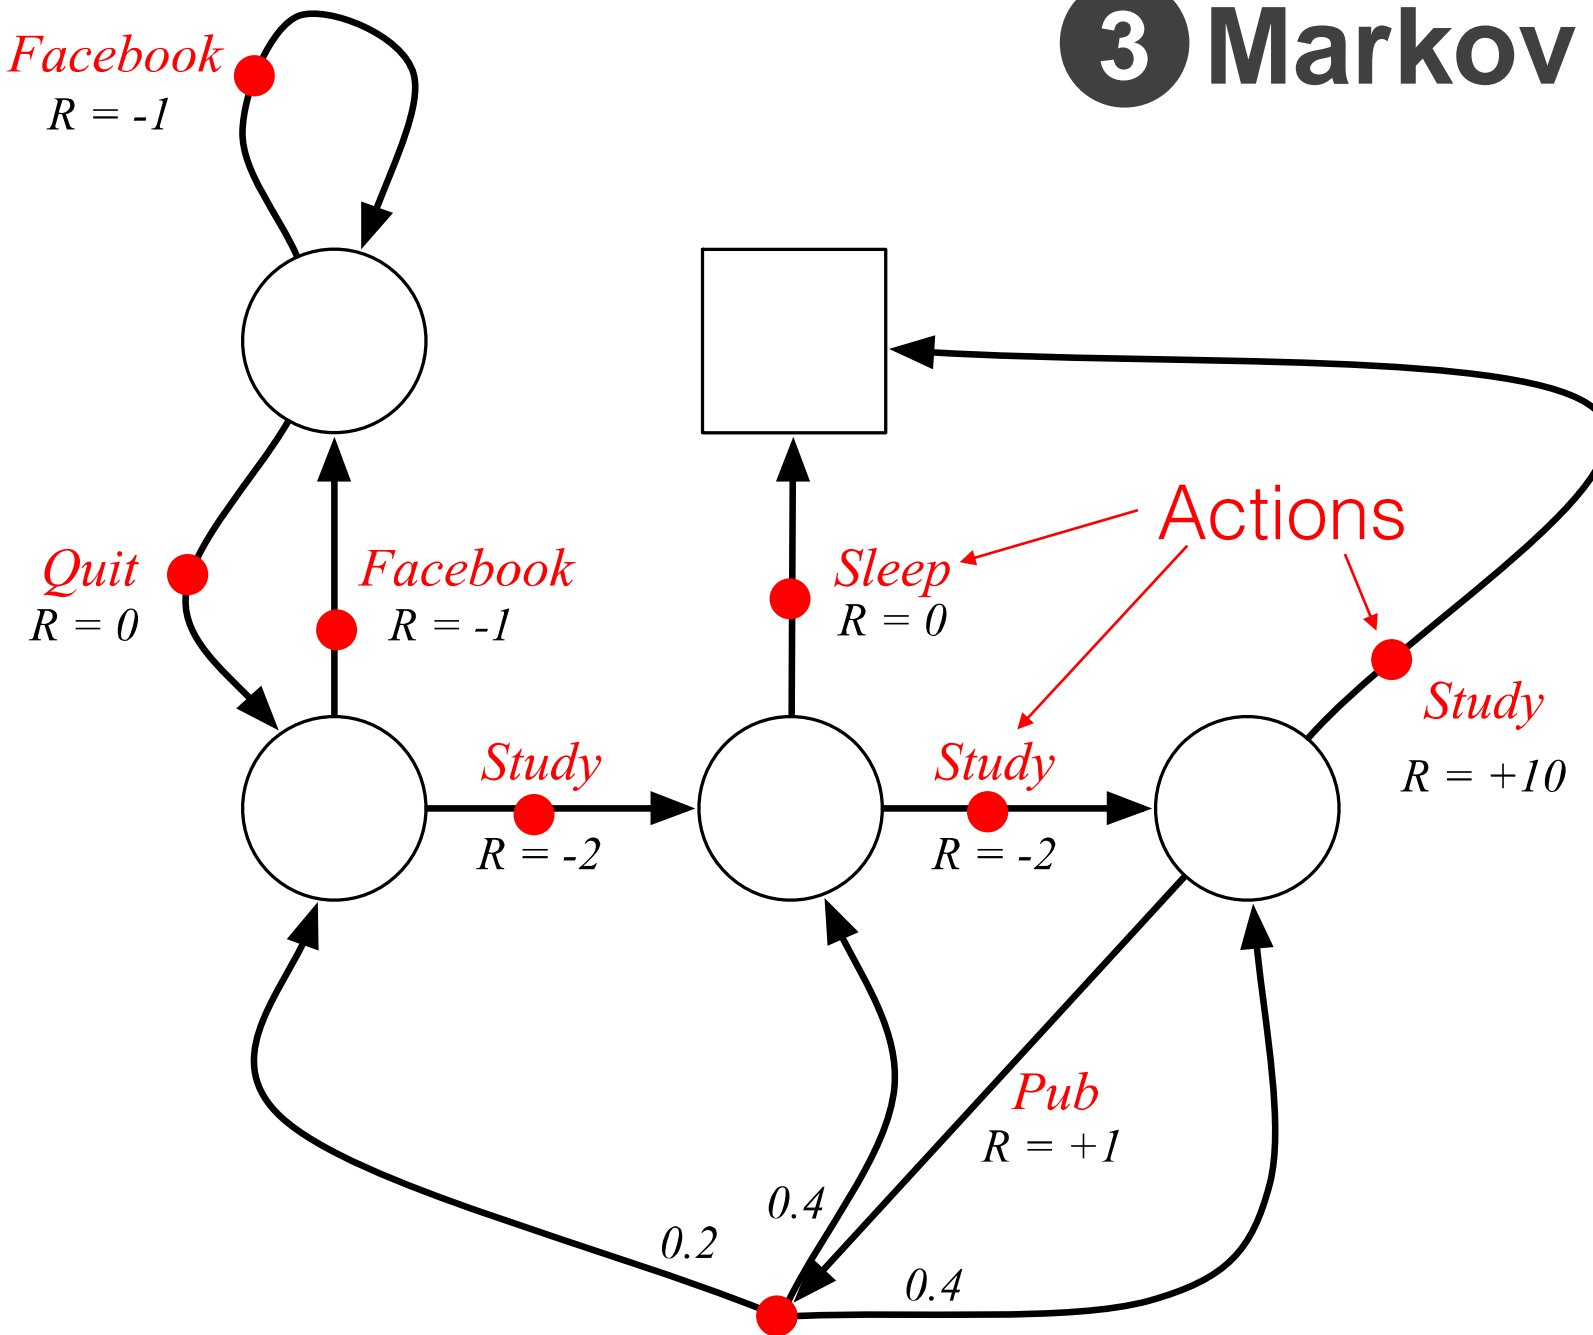 3 Markov
Facebook
R = -1
Actions
Quit
R = 0
Facebook
R = -1
Sleep
R = 0
Study
R = +10
Study
R = -2
Study
R = -2
Pub
R = +1
0.4
0.2
0.4